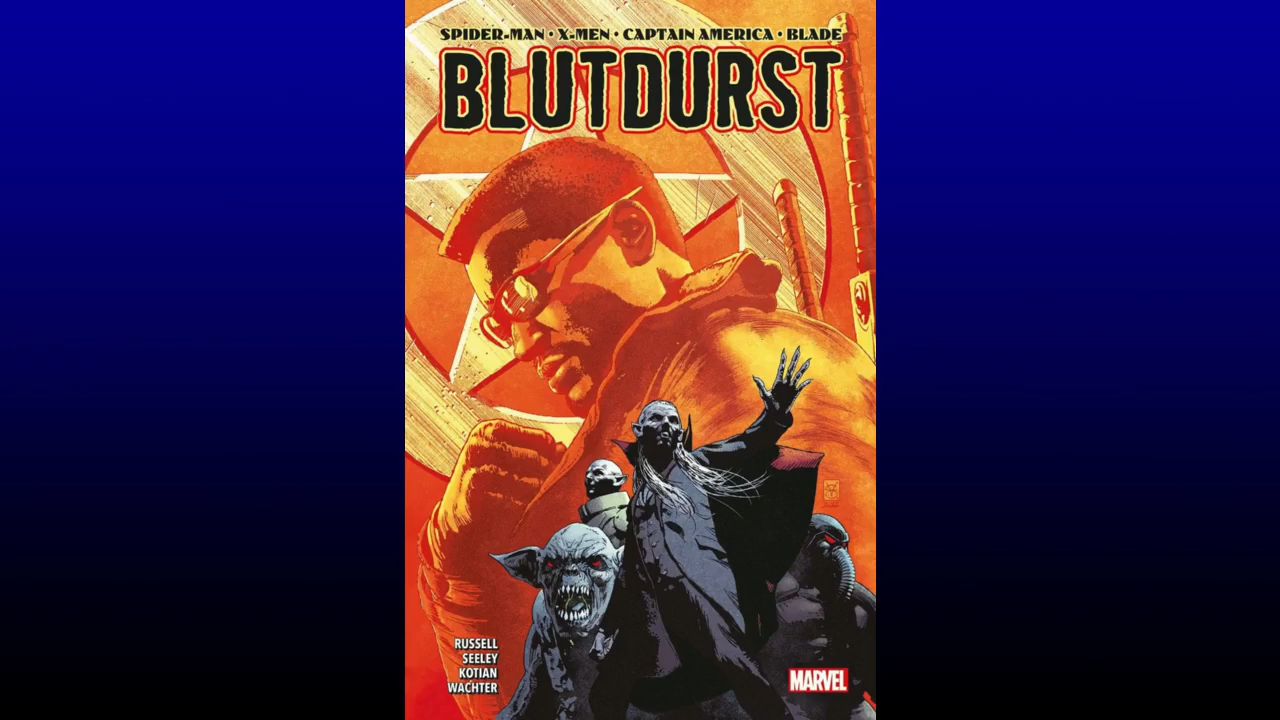 SPIDER-MAN • X-MEN • CAPTAIN AMERICA • BLADE
BLUTDURST
RUSSELL
SEELEY
KOTIAN
WACHTER
MARVEL